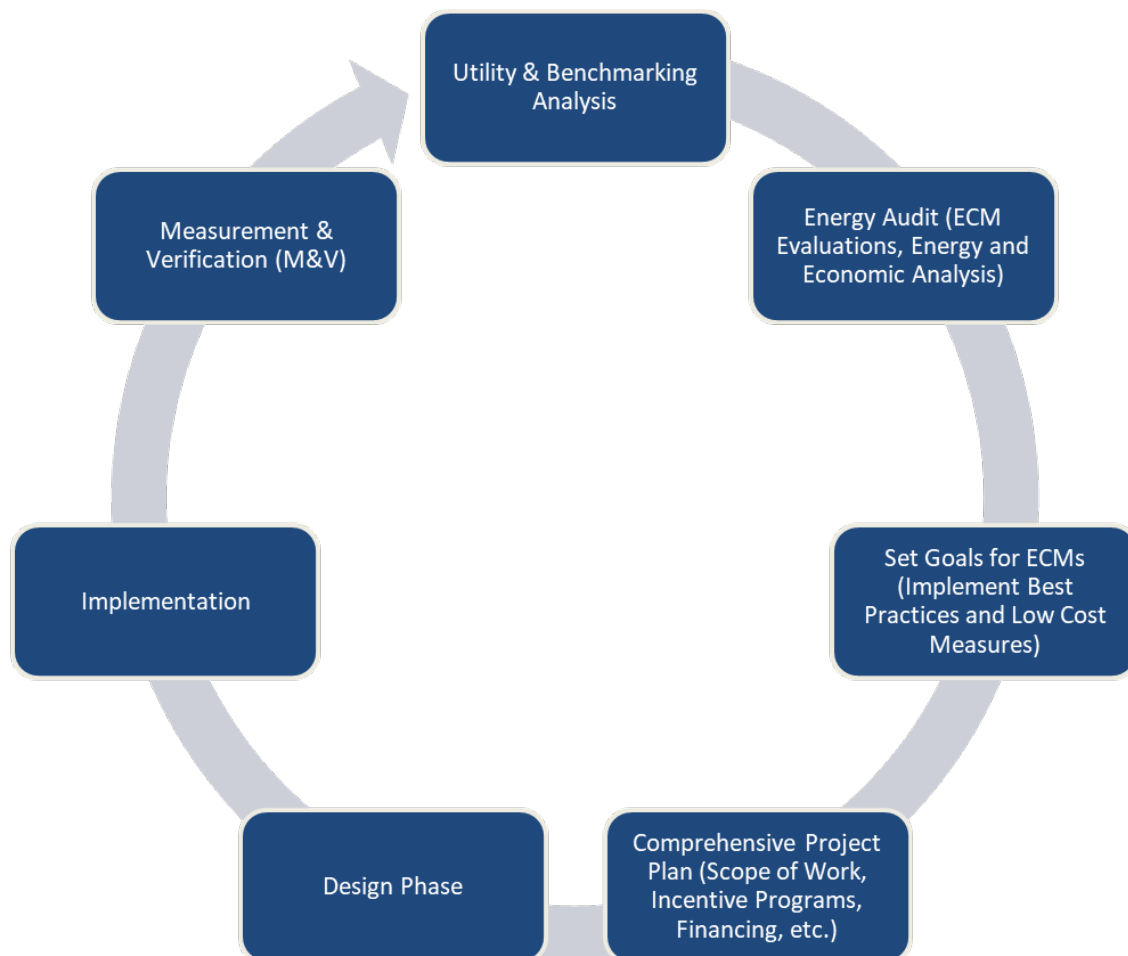 Utility & Benchmarking
Analysis
Energy Audit (ECM
Evaluations, Energy and
Economic Analysis)
Set Goals for ECMs
(Implement Best
Practices and Low Cost
Measures)
Comprehensive Project
Plan (Scope of Work,
Incentive Programs,
Financing, etc.)
Design Phase
Implementation
Measurement &
Verification (M&V)